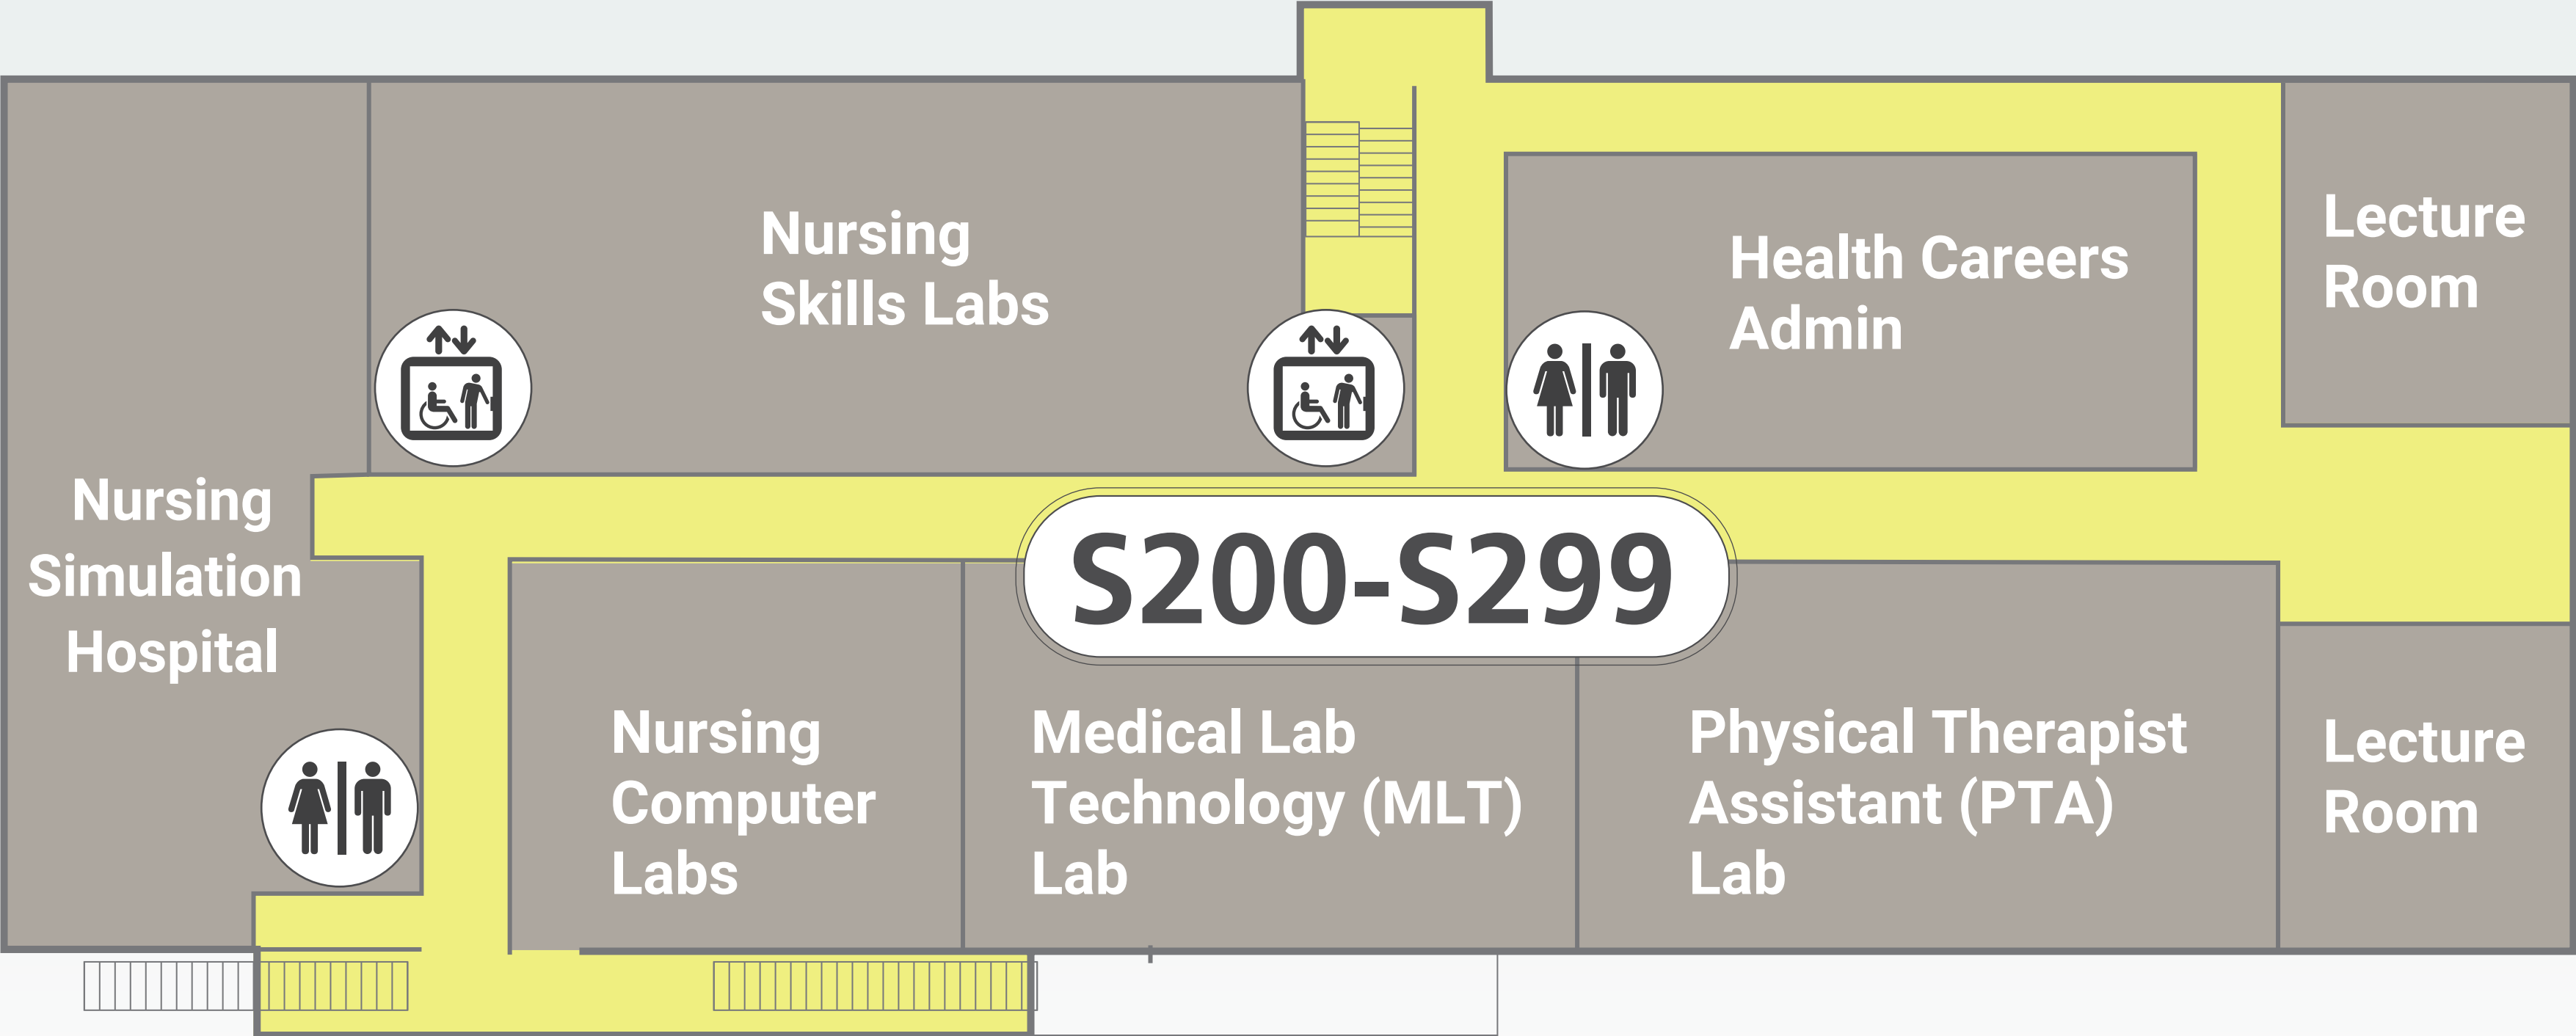 Nursing
Skills Labs
Health Careers
Admin
Lecture
Room
Nursing
Simulation
Hospital
S200-S299
Nursing
Computer
Labs
Medical Lab
Technology (MLT)
Lab
Physical Therapist
Assistant (PTA)
Lab
Lecture
Room